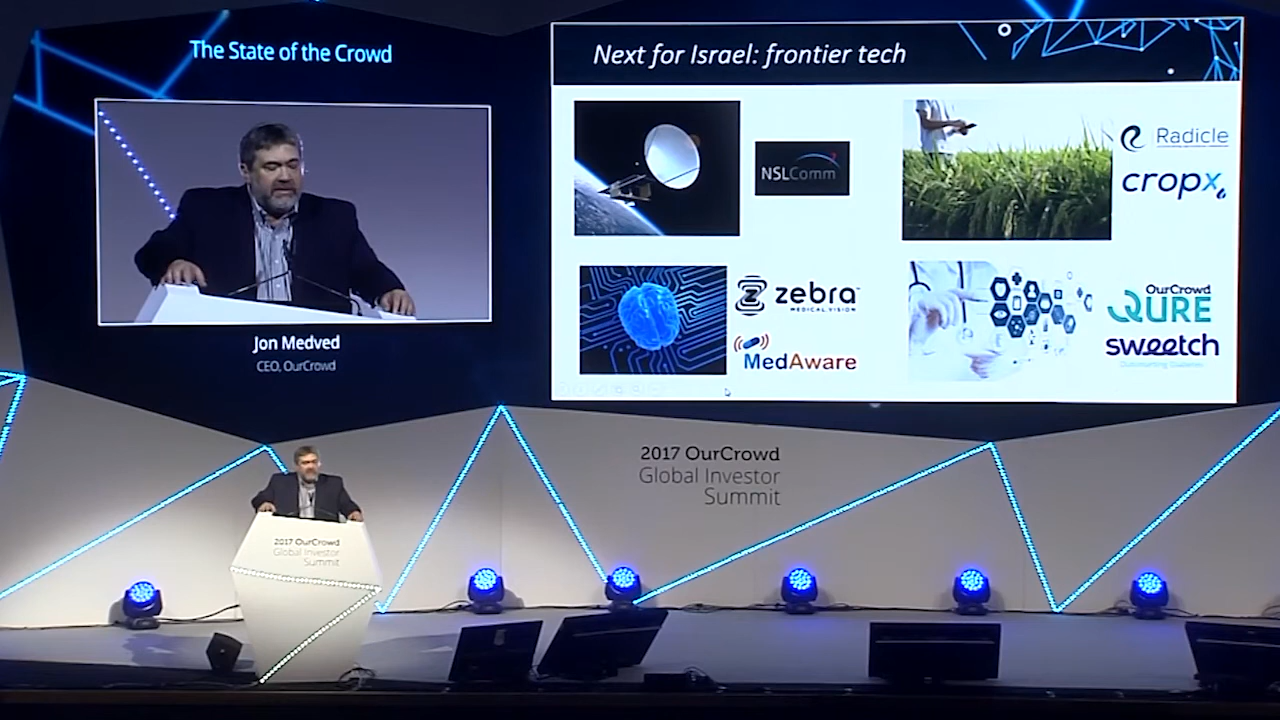 The State of the Crowd
Jon Medved
CEO, OurCrowd
Next for Israel: frontier tech
NSLComm
Radicle
cropx
zebra
MEDICAL VISION
MedAware
OurCrowd
QURE
sweetch
2017 OurCrowd
Global Investor
Summit
2017 OurCrowd
Global Investor
Summit